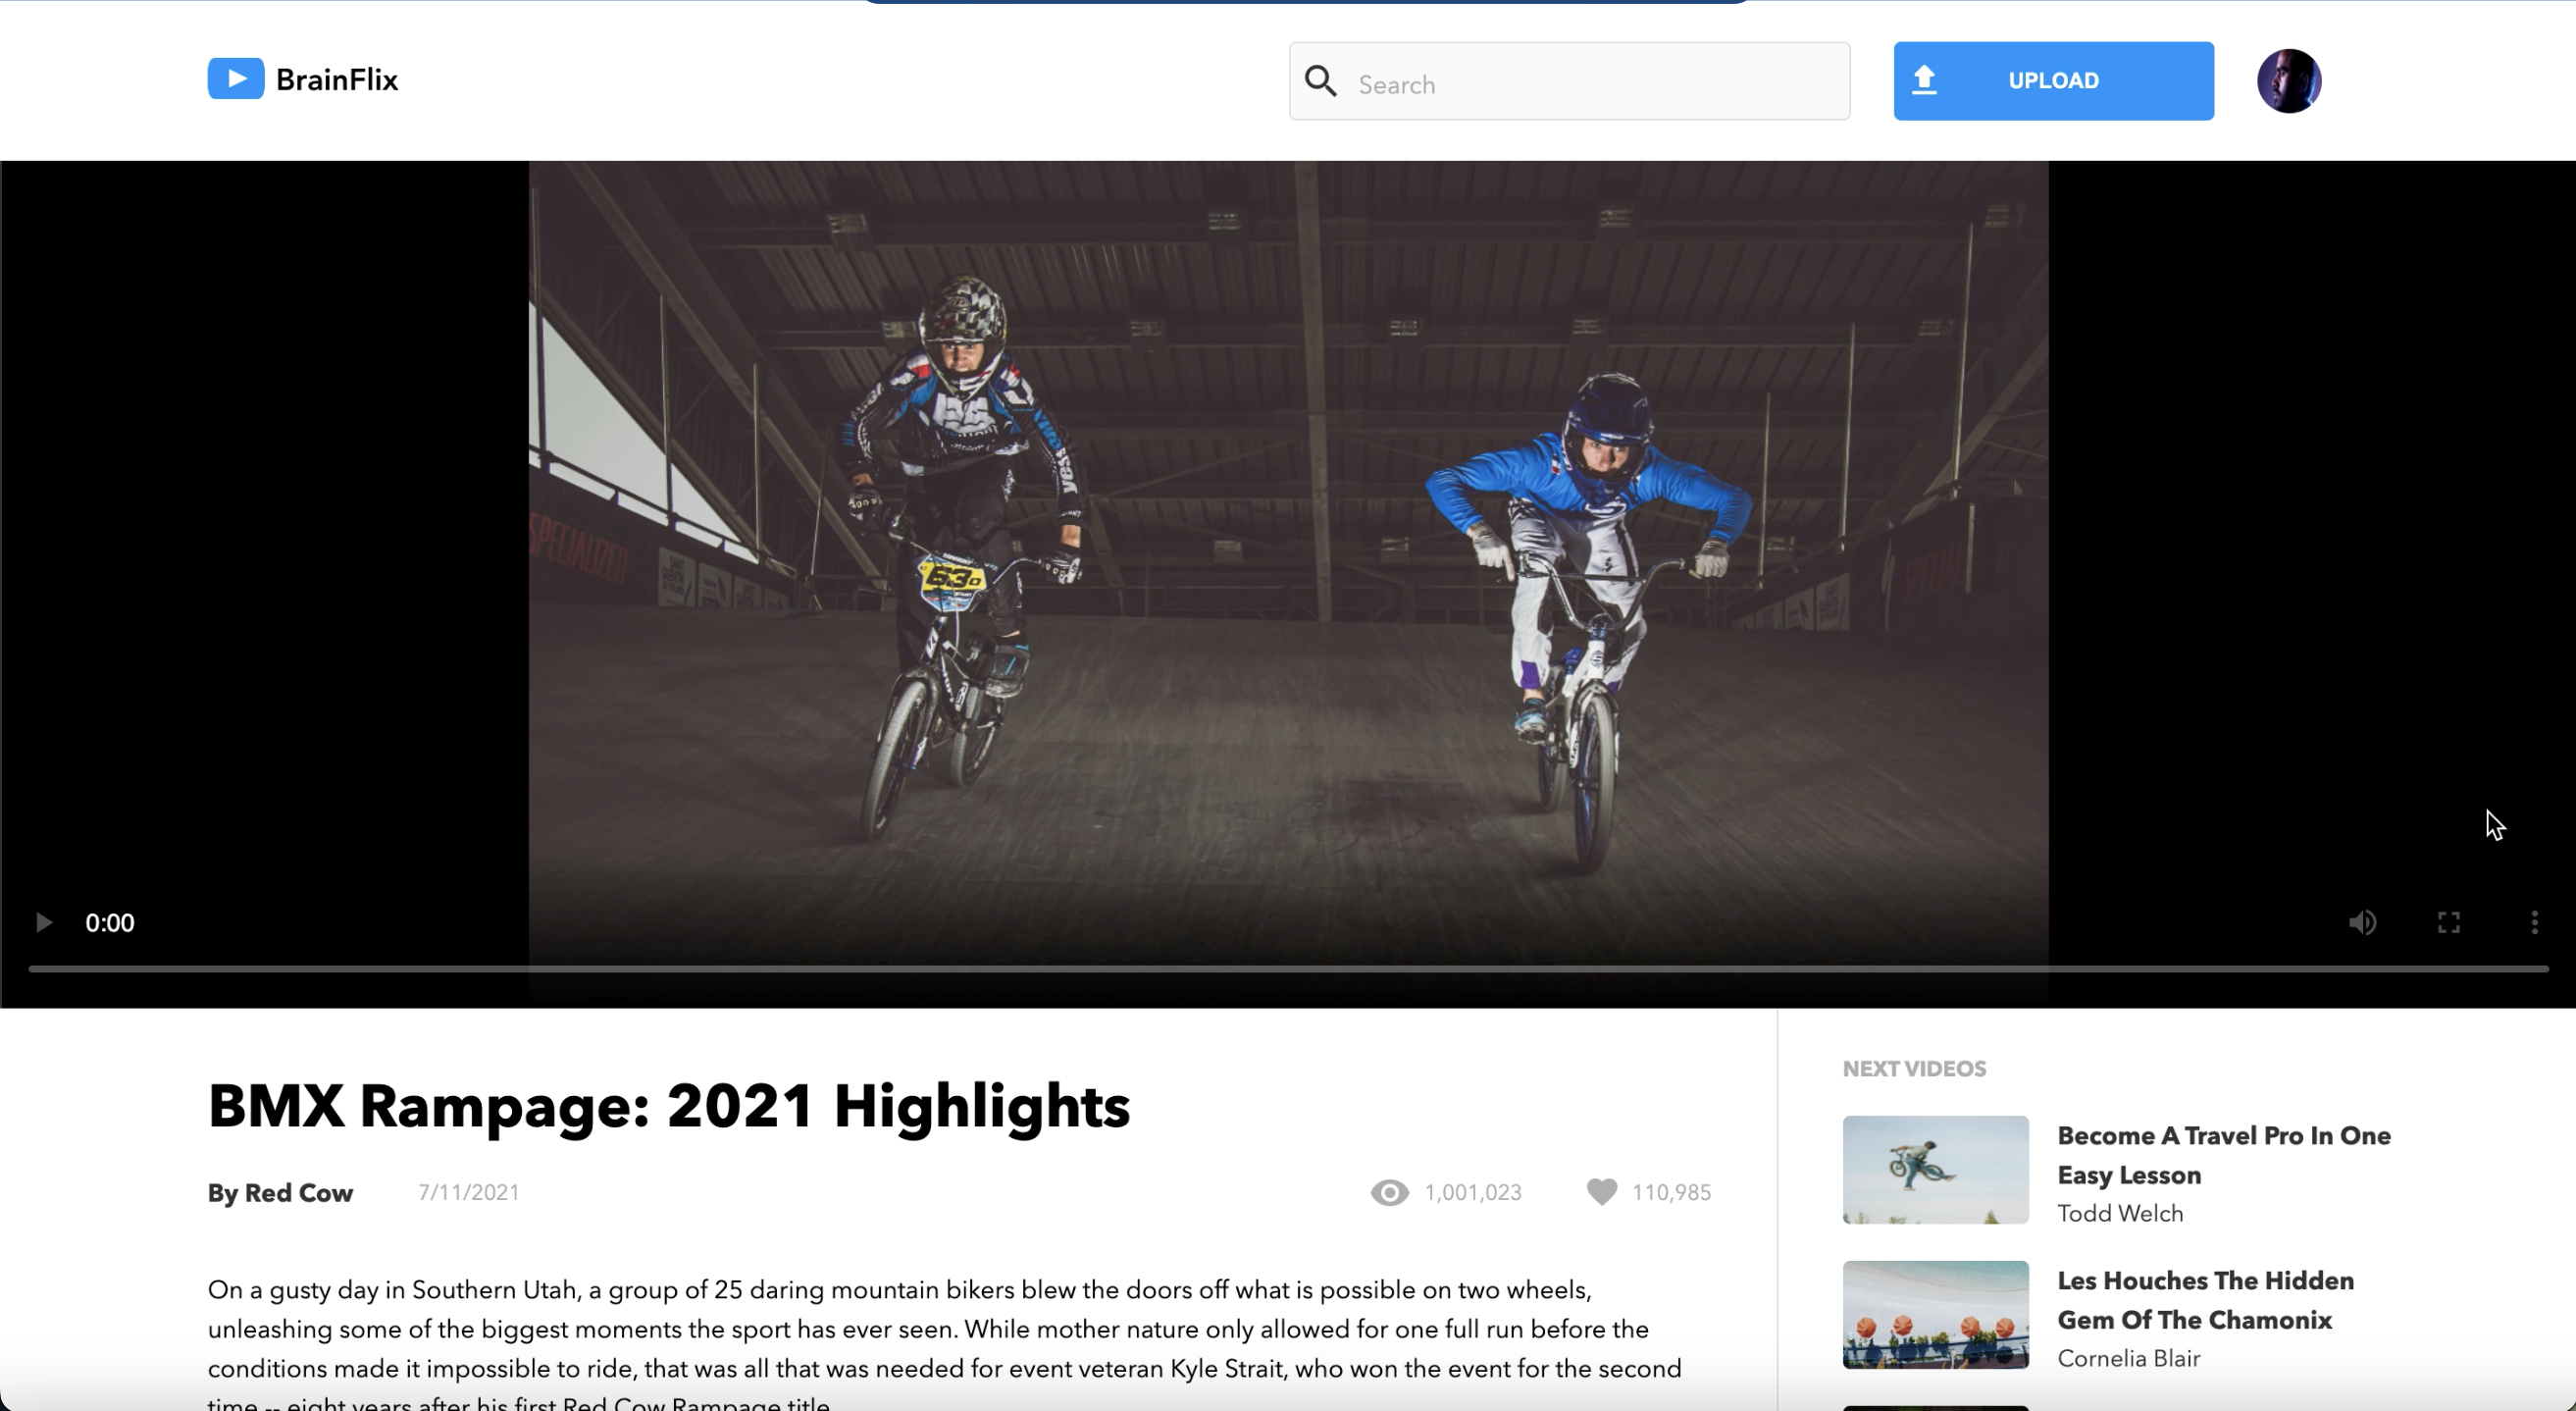 BrainFlix
Search
UPLOAD
SPECIALIZED
63
0:00
BMX Rampage: 2021 Highlights
By Red Cow
7/11/2021
1,001,023
110,985
On a gusty day in Southern Utah, a group of 25 daring mountain bikers blew the doors off what is possible on two wheels,
unleashing some of the biggest moments the sport has ever seen. While mother nature only allowed for one full run before the
conditions made it impossible to ride, that was all that was needed for event veteran Kyle Strait, who won the event for the second
time -- eight years after his first Red Cow Rampage title
NEXT VIDEOS
Become A Travel Pro In One
Easy Lesson
Todd Welch
Les Houches The Hidden
Gem Of The Chamonix
Cornelia Blair